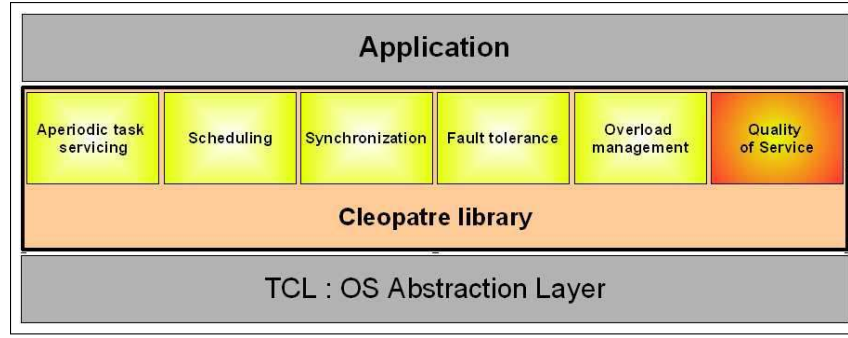 Application
Aperiodic task
servicing
Scheduling
Synchronization
Fault tolerance
Overload
management
Quality
of Service
Cleopatre library
TCL : OS Abstraction Layer